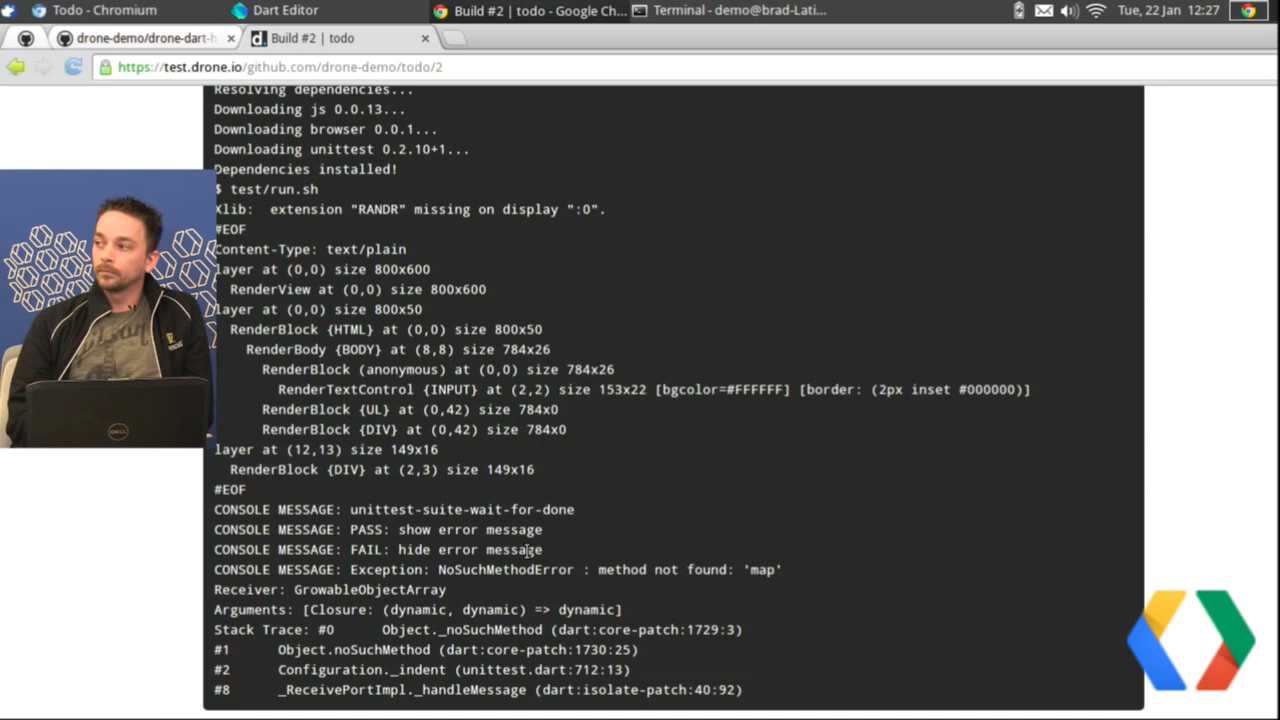 Todo - Chromium
Dart Editor
Build #2 | todo - Google Ch...
Terminal - demo@brad-Lati...
Tue, 22 Jan 12:27
drone-demo/drone-dart-h
Build #2 | todo
https://test.drone.io/github.com/drone-demo/todo/2
Resolving dependencies...
Downloading js 0.0.13...
Downloading browser 0.0.1...
Downloading unittest 0.2.10+1...
Dependencies installed!
$ test/run.sh
Xlib: extension "RANDR" missing on display ":0".
#EOF
Content-Type: text/plain
layer at (0,0) size 800x600
RenderView at (0,0) size 800x600
layer at (0,0) size 800x50
RenderBlock {HTML} at (0,0) size 800x50
RenderBody {BODY} at (8,8) size 784x26
RenderBlock (anonymous) at (0,0) size 784x26
RenderTextControl {INPUT} at (2,2) size 153x22 [bgcolor=#FFFFFF] [border: (2px inset #000000)]
RenderBlock {UL} at (0,42) size 784x0
RenderBlock {DIV} at (0,42) size 784x0
layer at (12,13) size 149x16
RenderBlock {DIV} at (2,3) size 149x16
#EOF
CONSOLE MESSAGE: unittest-suite-wait-for-done
CONSOLE MESSAGE: PASS: show error message
CONSOLE MESSAGE: FAIL: hide error message
CONSOLE MESSAGE: Exception: NoSuchMethodError : method not found: 'map'
Receiver: GrowableObjectArray
Arguments: [Closure: (dynamic, dynamic) => dynamic]
Stack Trace: #0 Object._noSuchMethod (dart:core-patch:1729:3)
#1 Object.noSuchMethod (dart:core-patch:1730:25)
#2 Configuration._indent (unittest.dart:712:13)
#8 _ReceivePortImpl._handleMessage (dart:isolate-patch:40:92)
DELL